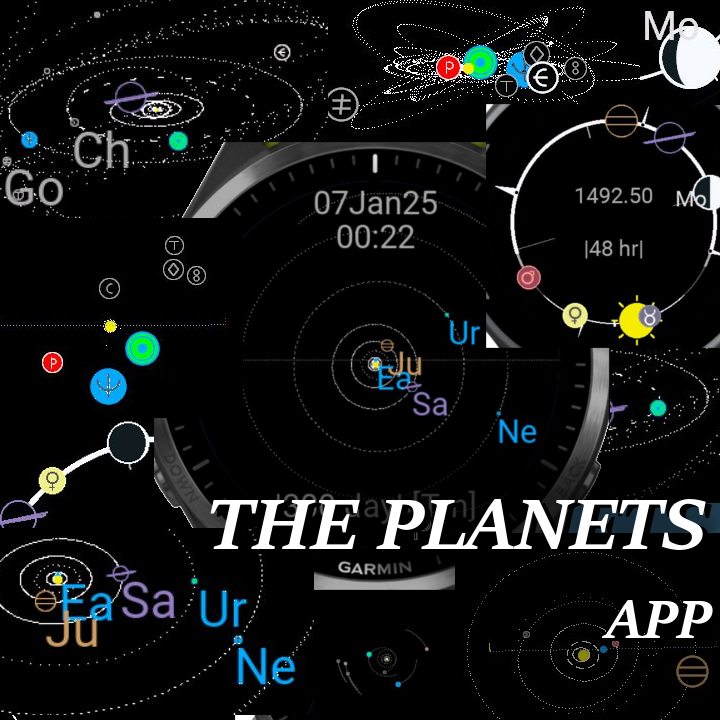 Mo
Ch
Go
07Jan25
00:22
1492.50
Mo
|48 hr|
Ur
Ju
Ea
Sa
Ne
DOWN
BACK
THE PLANETS
GARMIN
Ea Sa
Ur
Ju
Ne
APP